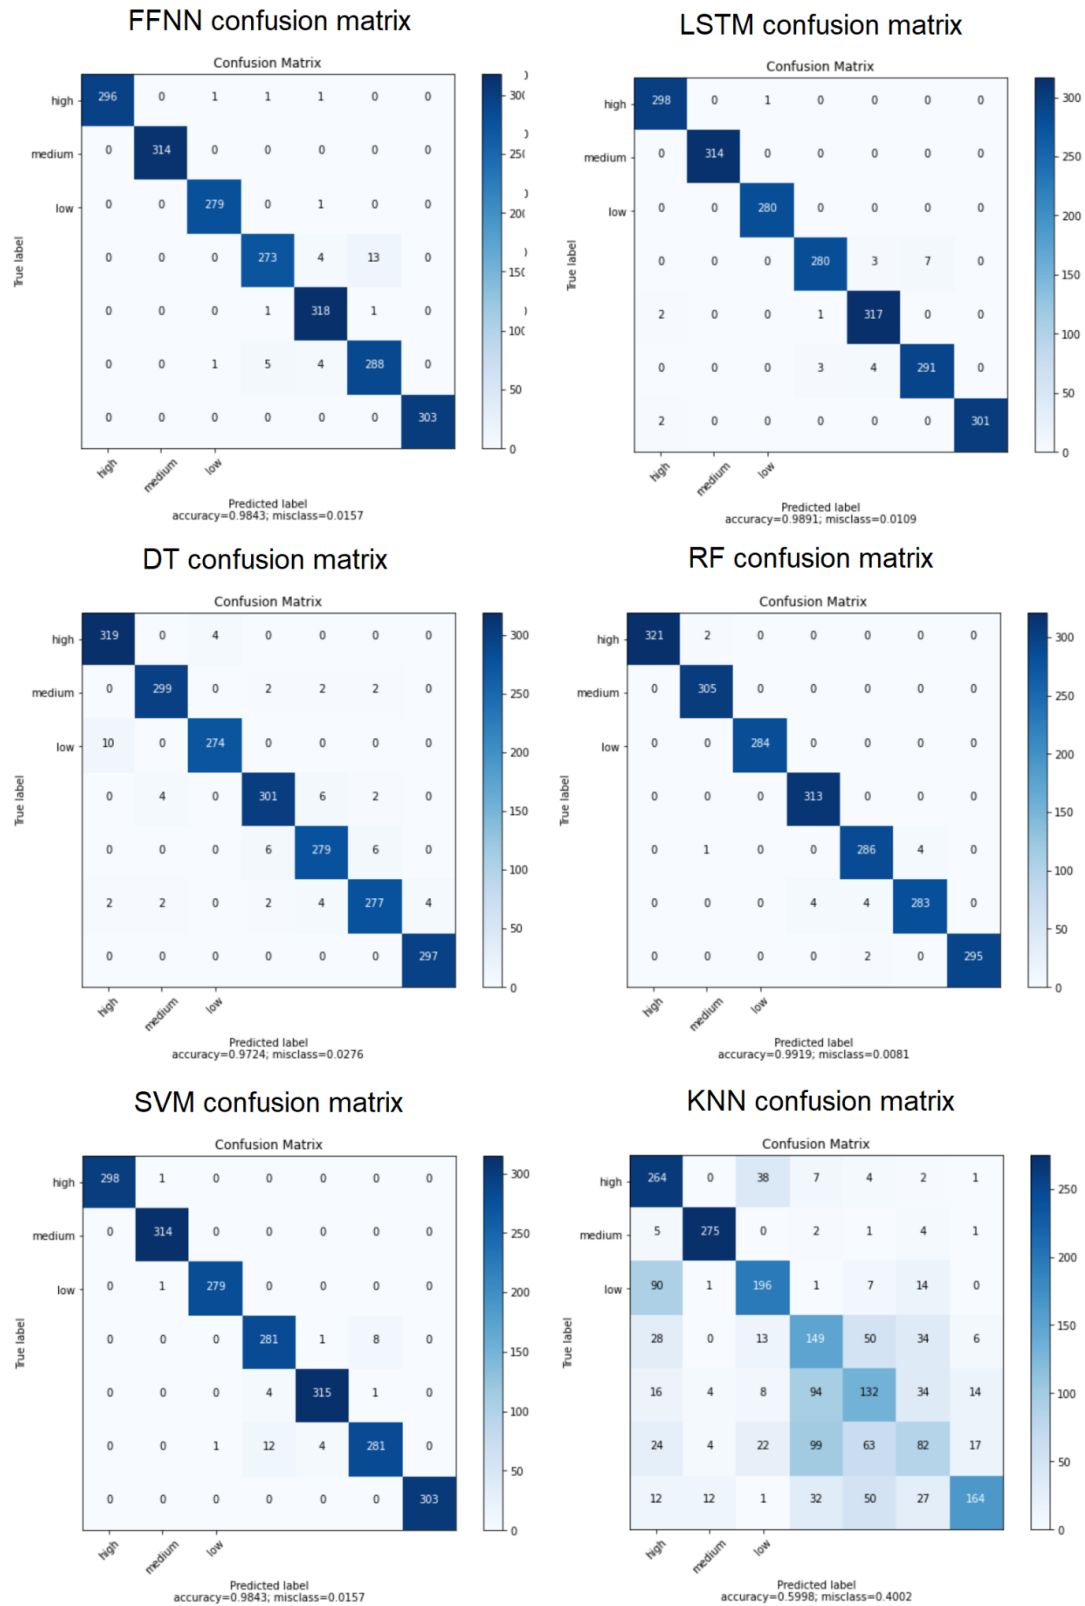 FFNN confusion matrix
Confusion Matrix
high 296 0 1 1 1 0 0
medium 0 314 0 0 0 0 0
low 0 0 279 0 1 0 0
0 0 0 273 4 13 0
0 0 0 1 318 1 0
0 0 1 5 4 288 0
0 0 0 0 0 0 303
True label
high medium low
Predicted label
accuracy=0.9843; misclass=0.0157
300
250
200
150
100
50
0
LSTM confusion matrix
Confusion Matrix
high 298 0 1 0 0 0 0
medium 0 314 0 0 0 0 0
low 0 0 280 0 0 0 0
0 0 0 280 3 7 0
2 0 0 1 317 0 0
0 0 0 3 4 291 0
2 0 0 0 0 0 301
True label
high medium low
Predicted label
accuracy=0.9891; misclass=0.0109
300
250
200
150
100
50
0
DT confusion matrix
Confusion Matrix
high 319 0 4 0 0 0 0
medium 0 299 0 2 2 2 0
low 10 0 274 0 0 0 0
0 4 0 301 6 2 0
0 0 0 6 279 6 0
2 2 0 2 4 277 4
0 0 0 0 0 0 297
True label
high medium low
Predicted label
accuracy=0.9724; misclass=0.0276
300
250
200
150
100
50
0
RF confusion matrix
Confusion Matrix
high 321 2 0 0 0 0 0
medium 0 305 0 0 0 0 0
low 0 0 284 0 0 0 0
0 0 0 313 0 0 0
0 1 0 0 286 4 0
0 0 0 4 4 283 0
0 0 0 0 2 0 295
True label
high medium low
Predicted label
accuracy=0.9919; misclass=0.0081
300
250
200
150
100
50
0
SVM confusion matrix
Confusion Matrix
high 298 1 0 0 0 0 0
medium 0 314 0 0 0 0 0
low 0 1 279 0 0 0 0
0 0 0 281 1 8 0
0 0 0 4 315 1 0
0 0 1 12 4 281 0
0 0 0 0 0 0 303
True label
high medium low
Predicted label
accuracy=0.9843; misclass=0.0157
300
250
200
150
100
50
0
KNN confusion matrix
Confusion Matrix
high 264 0 38 7 4 2 1
medium 5 275 0 2 1 4 1
low 90 1 196 1 7 14 0
28 0 13 149 50 34 6
16 4 8 94 132 34 14
24 4 22 99 63 82 17
12 12 1 32 50 27 164
True label
high medium low
Predicted label
accuracy=0.5998; misclass=0.4002
250
200
150
100
50
0